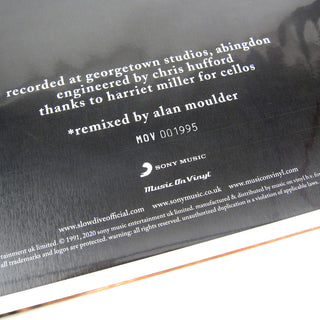 recorded at georgetown studios, abingdon
engineered by chris hufford
thanks to harriet miller for cellos
*remixed by alan moulder
MOV 001995
SONY MUSIC
Music On Vinyl
www.slowdiveofficial.com www.sonymusic.co.uk www.musiconvinyl.com
tertainment uk limited. © 1991, 2020 sony music entertainment uk limited. manufactured & distributed by music on vinyl b.v.
all trademarks and logos are protected. warning: all rights reserved. unauthorized duplication is a violation of applicable laws.